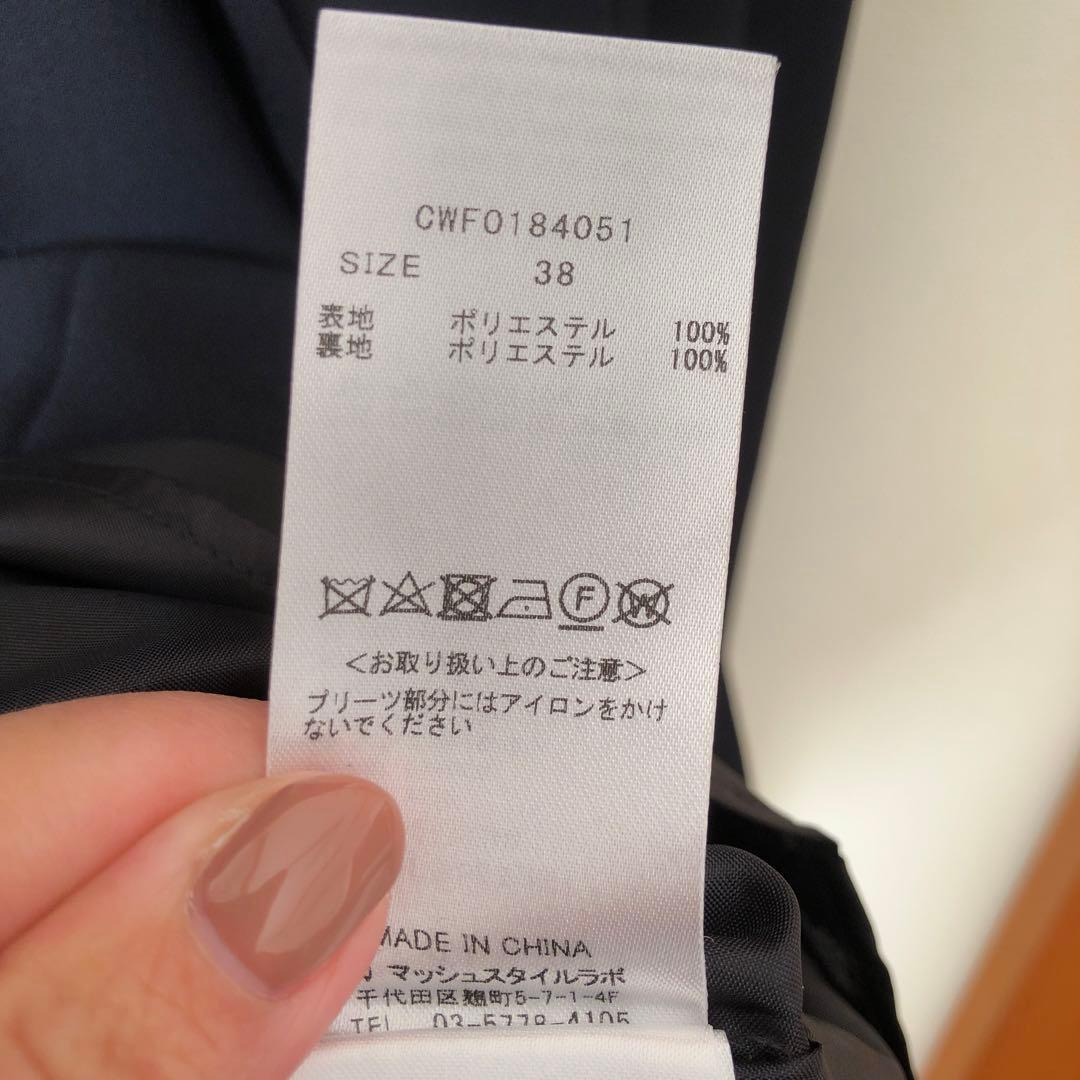 CWF0184051
SIZE 38
表地 ポリエステル 100%
裏地 ポリエステル 100%
F W
<お取り扱い上のご注意>
プリーツ部分にはアイロンをかけ
ないでください
MADE IN CHINA
マッシュスタイルラボ
千代田区麹町5-7-1-4F
TEL 03-5778-4105